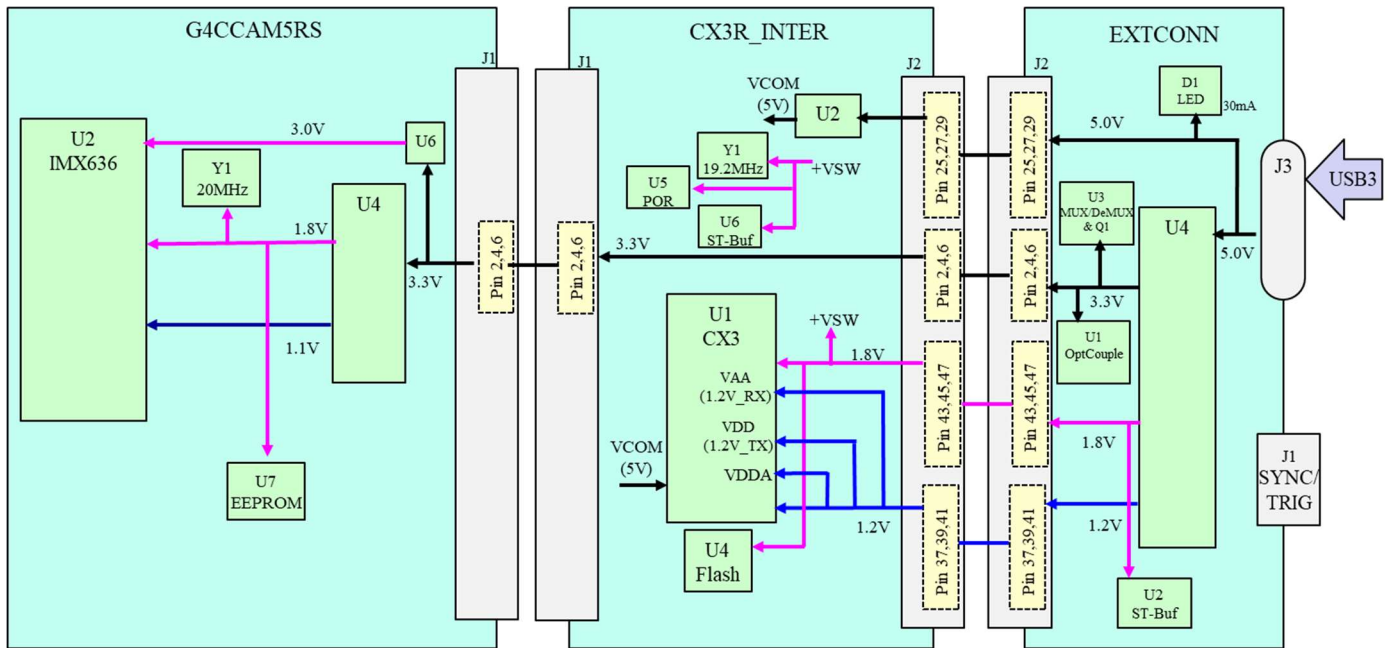 G4CCAM5RS
J1
U2
IMX636
3.0V
U6
Y1
20MHz
U4
1.8V
3.3V
1.1V
U7
EEPROM
Pin 2,4,6
CX3R_INTER
J1
J2
VCOM
(5V)
U2
Y1
19.2MHz
+VSW
U5
POR
U6
ST-Buf
3.3V
Pin 2,4,6
U1
CX3
+VSW
1.8V
VAA
(1.2V_RX)
VDD
(1.2V_TX)
VCOM
(5V)
VDDA
1.2V
U4
Flash
Pin 25,27,29
Pin 2,4,6
Pin 43,45,47
Pin 37,39,41
EXTCONN
J2
Pin 25,27,29
Pin 2,4,6
Pin 43,45,47
Pin 37,39,41
D1
LED
30mA
5.0V
U3
MUX/DeMUX
& Q1
U4
3.3V
U1
OptCouple
1.8V
1.2V
U2
ST-Buf
J3
5.0V
USB3
J1
SYNC/
TRIG